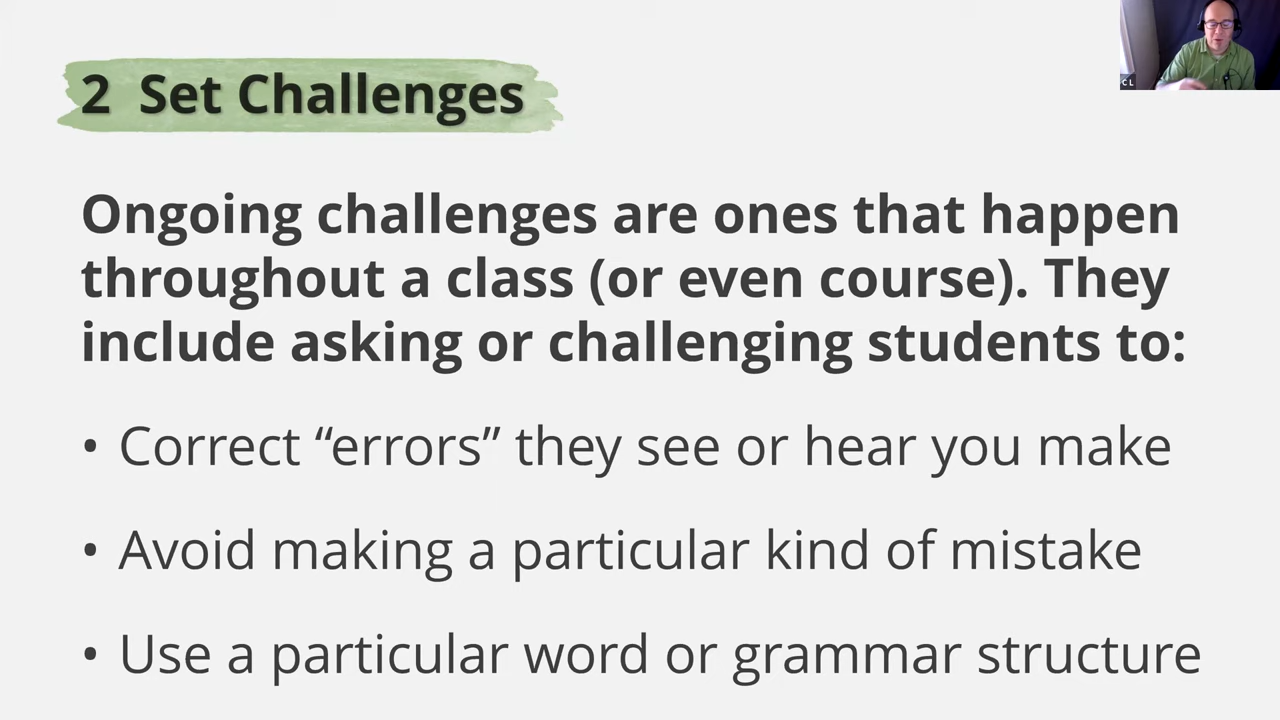 2 Set Challenges
CL
Ongoing challenges are ones that happen
throughout a class (or even course). They
include asking or challenging students to:
• Correct “errors” they see or hear you make
• Avoid making a particular kind of mistake
• Use a particular word or grammar structure